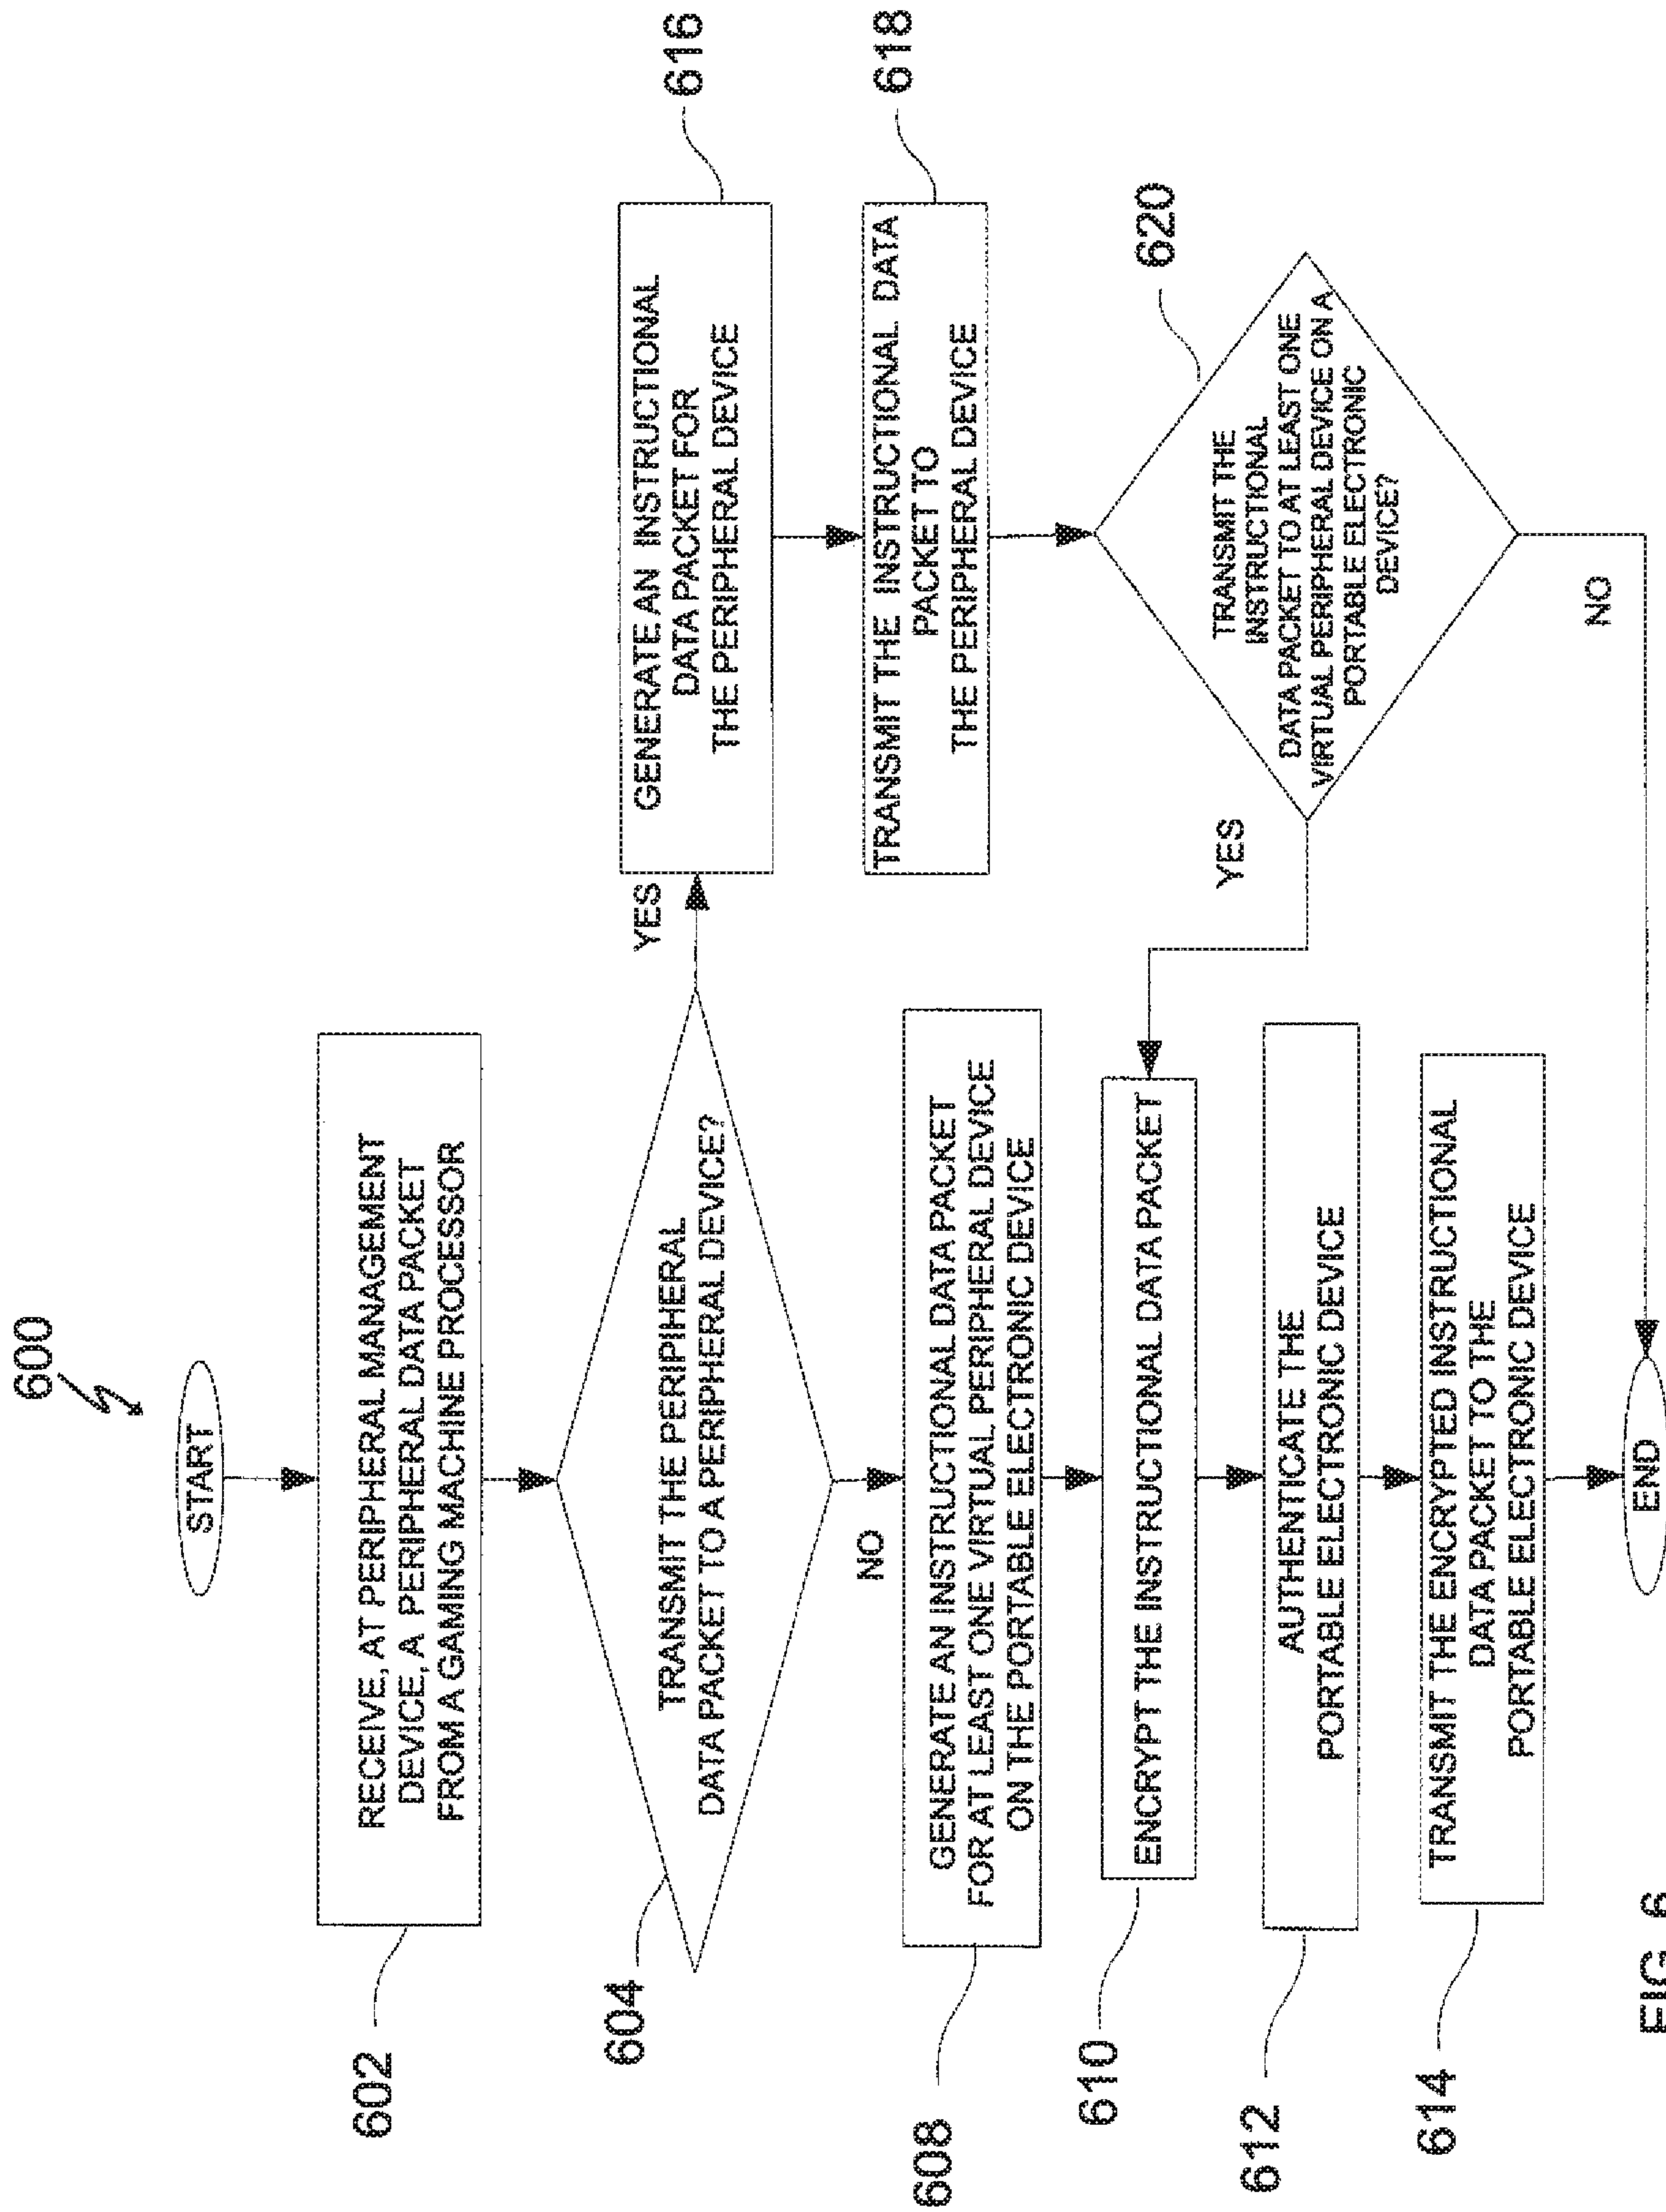 600
START
RECEIVE, AT PERIPHERAL MANAGEMENT
DEVICE, A PERIPHERAL DATA PACKET
FROM A GAMING MACHINE PROCESSOR
602
TRANSMIT THE PERIPHERAL
DATA PACKET TO A PERIPHERAL DEVICE?
604
YES
NO
GENERATE AN INSTRUCTIONAL
DATA PACKET FOR
THE PERIPHERAL DEVICE
616
TRANSMIT THE INSTRUCTIONAL DATA
PACKET TO
THE PERIPHERAL DEVICE
618
TRANSMIT THE
INSTRUCTIONAL
DATA PACKET TO AT LEAST ONE
VIRTUAL PERIPHERAL DEVICE ON A
PORTABLE ELECTRONIC
DEVICE?
620
YES
NO
GENERATE AN INSTRUCTIONAL DATA PACKET
FOR AT LEAST ONE VIRTUAL PERIPHERAL DEVICE
ON THE PORTABLE ELECTRONIC DEVICE
608
ENCRYPT THE INSTRUCTIONAL DATA PACKET
610
AUTHENTICATE THE
PORTABLE ELECTRONIC DEVICE
612
TRANSMIT THE ENCRYPTED INSTRUCTIONAL
DATA PACKET TO THE
PORTABLE ELECTRONIC DEVICE
614
END
FIG. 6